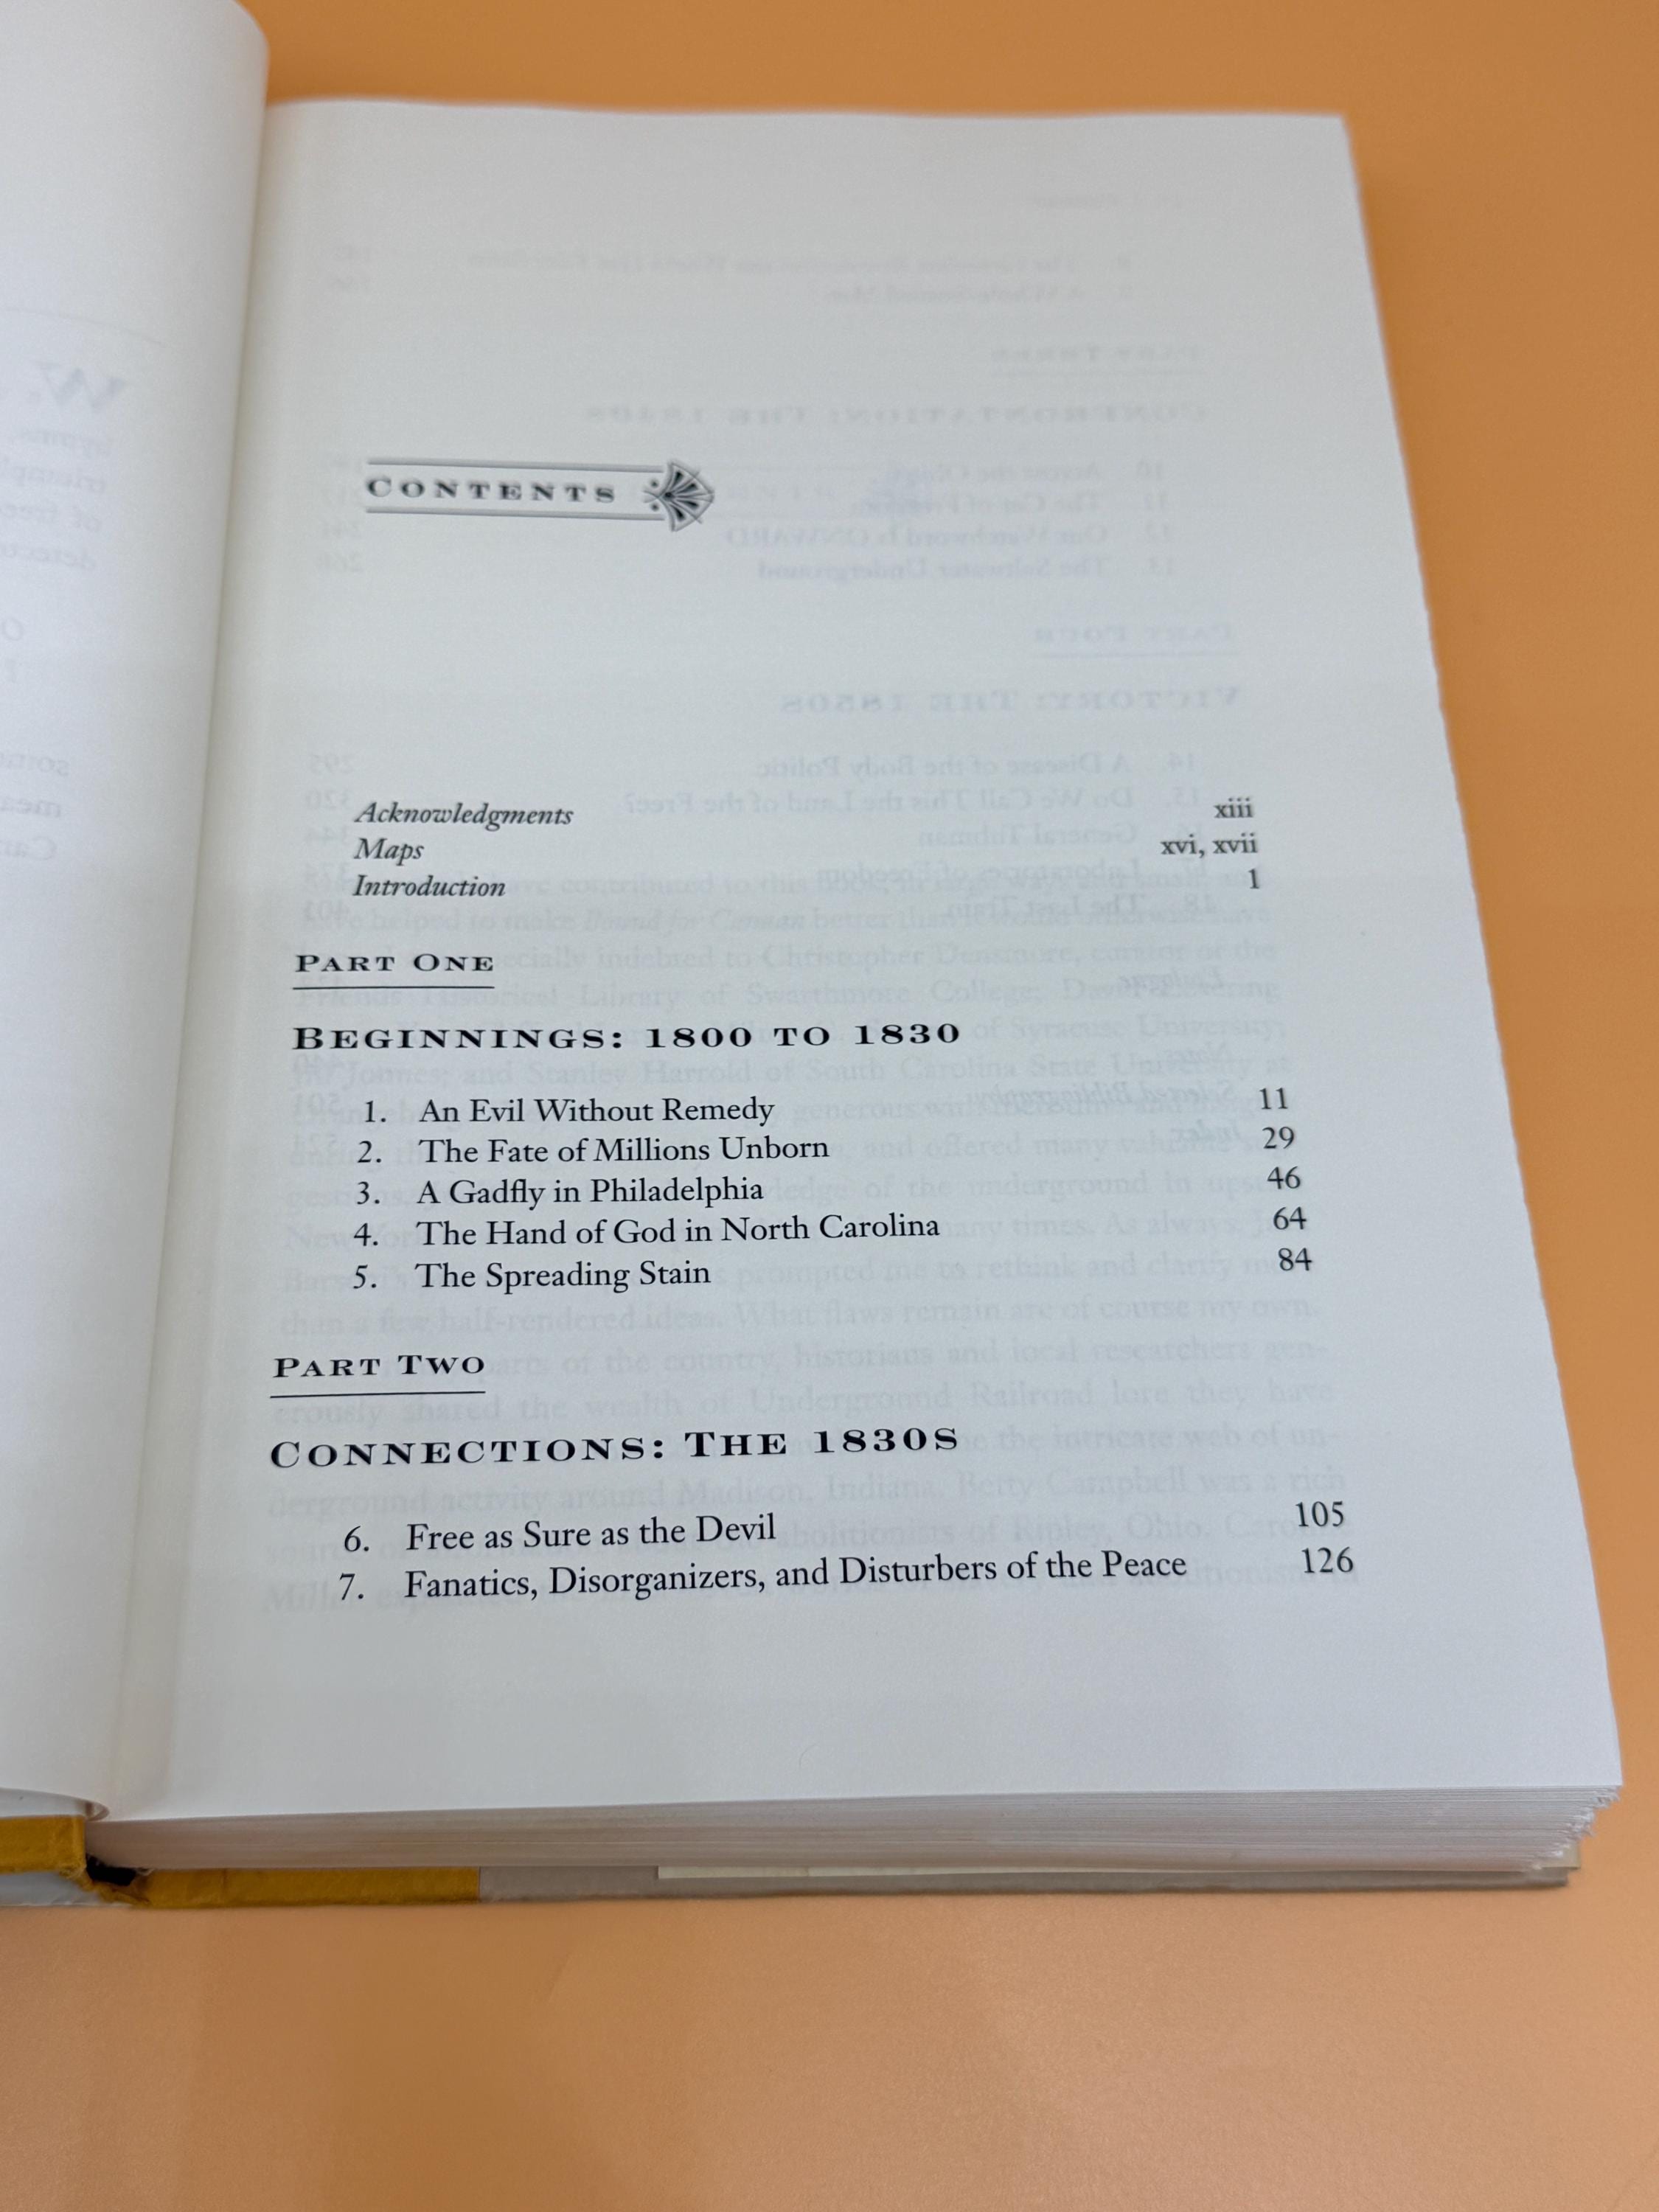 CONTENTS
Acknowledgments xiii
Maps xvi, xvii
Introduction 1
PART ONE
BEGINNINGS: 1800 TO 1830
1. An Evil Without Remedy 11
2. The Fate of Millions Unborn 29
3. A Gadfly in Philadelphia 46
4. The Hand of God in North Carolina 64
5. The Spreading Stain 84
PART TWO
CONNECTIONS: THE 1830S
6. Free as Sure as the Devil 105
7. Fanatics, Disorganizers, and Disturbers of the Peace 126